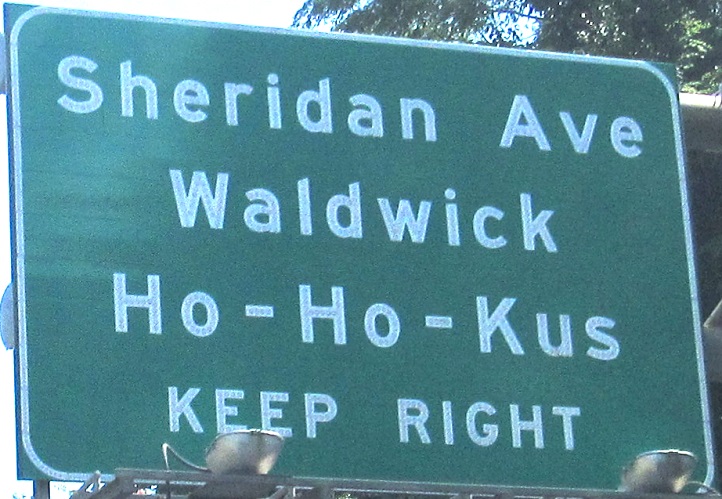 Sheridan Ave
Waldwick
Ho-Ho-Kus
KEEP RIGHT